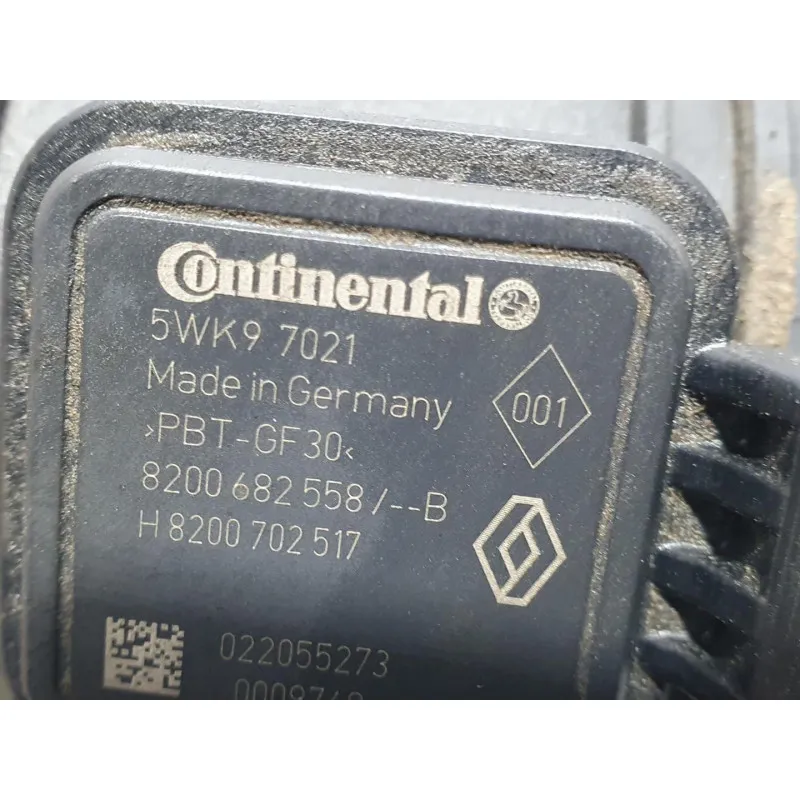 Continental
5WK9 7021
Made in Germany
001
>PBT-GF30<
8200 682 558 / --B
H 8200 702 517
022055273